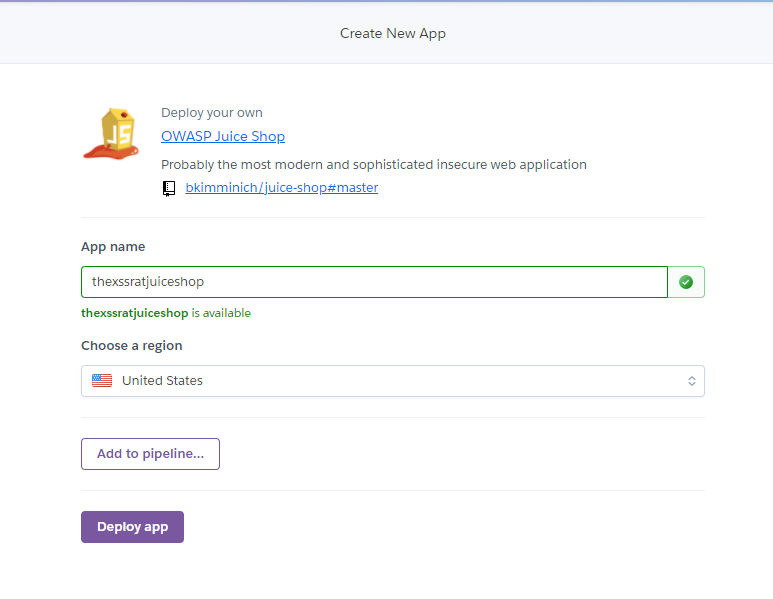 Create New App
JS
Deploy your own
OWASP Juice Shop
Probably the most modern and sophisticated insecure web application
bkimminich/juice-shop#master
App name
thexssratjuiceshop
thexssratjuiceshop is available
Choose a region
United States
Add to pipeline...
Deploy app